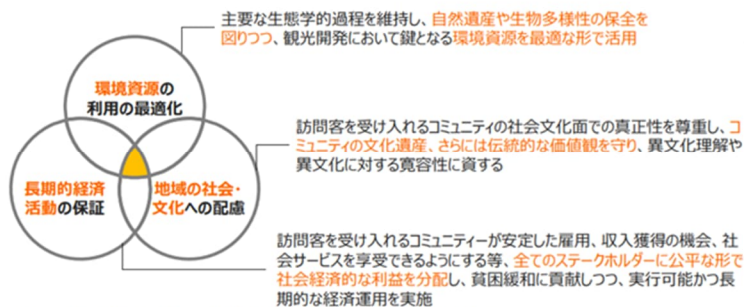 主要な生態学的過程を維持し、自然遺産や生物多様性の保全を
図りつつ、観光開発において鍵となる環境資源を最適な形で活用
環境資源の
利用の最適化
訪問客を受け入れるコミュニティの社会文化面での真正性を尊重し、コ
ミュニティの文化遺産、さらには伝統的な価値観を守り、異文化理解や
異文化に対する寛容性に資する
長期的経済
活動の保証
地域の社会・
文化への配慮
訪問客を受け入れるコミュニティーが安定した雇用、収入獲得の機会、社
会サービスを享受できるようにする等、全てのステークホルダーに公平な形で
社会経済的な利益を分配し、貧困緩和に貢献しつつ、実行可能かつ長
期的な経済運用を実施